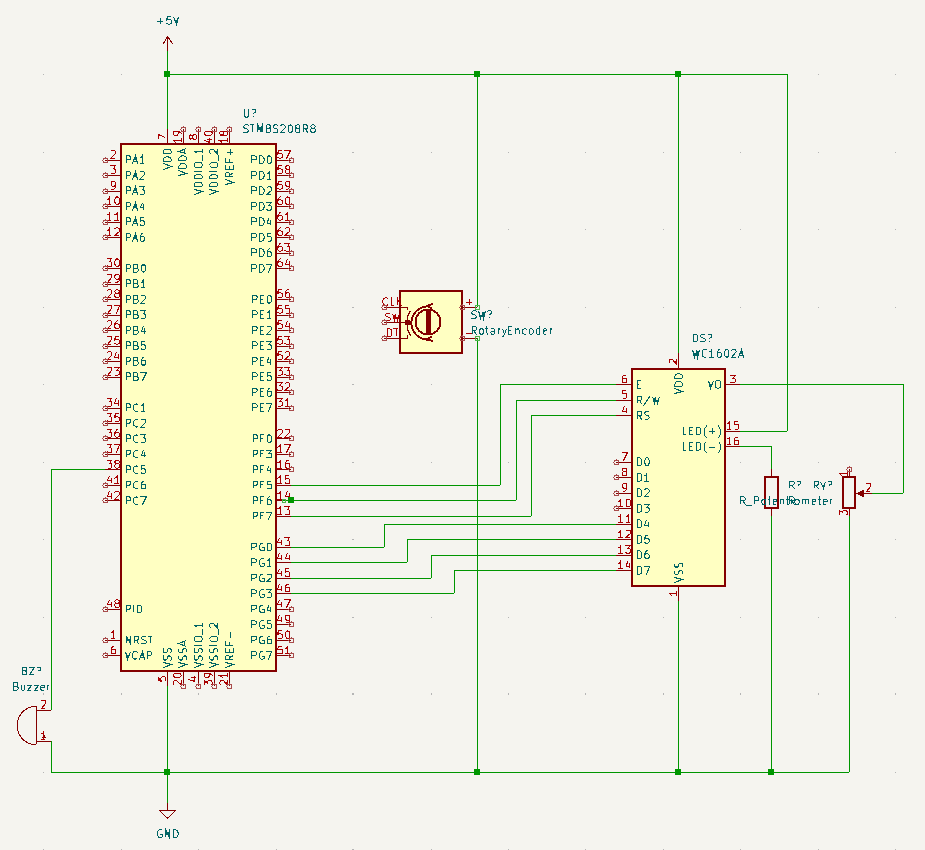 +5V
U?
STM8S208R8
7 VDD
19 VDDA
8 VDDIO_1
40 VDDIO_2
18 VREF+
2 PA1
3 PA2
9 PA3
10 PA4
11 PA5
12 PA6
30 PB0
29 PB1
28 PB2
27 PB3
26 PB4
25 PB5
24 PB6
23 PB7
34 PC1
35 PC2
36 PC3
37 PC4
38 PC5
41 PC6
42 PC7
48 PID
1 NRST
6 VCAP
PD0 57
PD1 58
PD2 59
PD3 60
PD4 61
PD5 62
PD6 63
PD7 64
PE0 56
PE1 55
PE2 54
PE3 53
PE4 52
PE5 33
PE6 32
PE7 31
PF0 22
PF3 17
PF4 16
PF5 15
PF6 14
PF7 13
PG0 43
PG1 44
PG2 45
PG3 46
PG4 47
PG5 49
PG6 50
PG7 51
5 VSS
20 VSSA
4 VSSIO_1
39 VSSIO_2
21 VREF-
BZ?
Buzzer
2
1
GND
CLK
SW
DT
+
-
SW?
RotaryEncoder
DS?
WC1602A
2 VDD
6 E
5 R/W
4 RS
7 D0
8 D1
9 D2
10 D3
11 D4
12 D5
13 D6
14 D7
VO 3
LED(+) 15
LED(-) 16
VSS 1
R?
R
RV?
R_Potentiometer
1
2
3